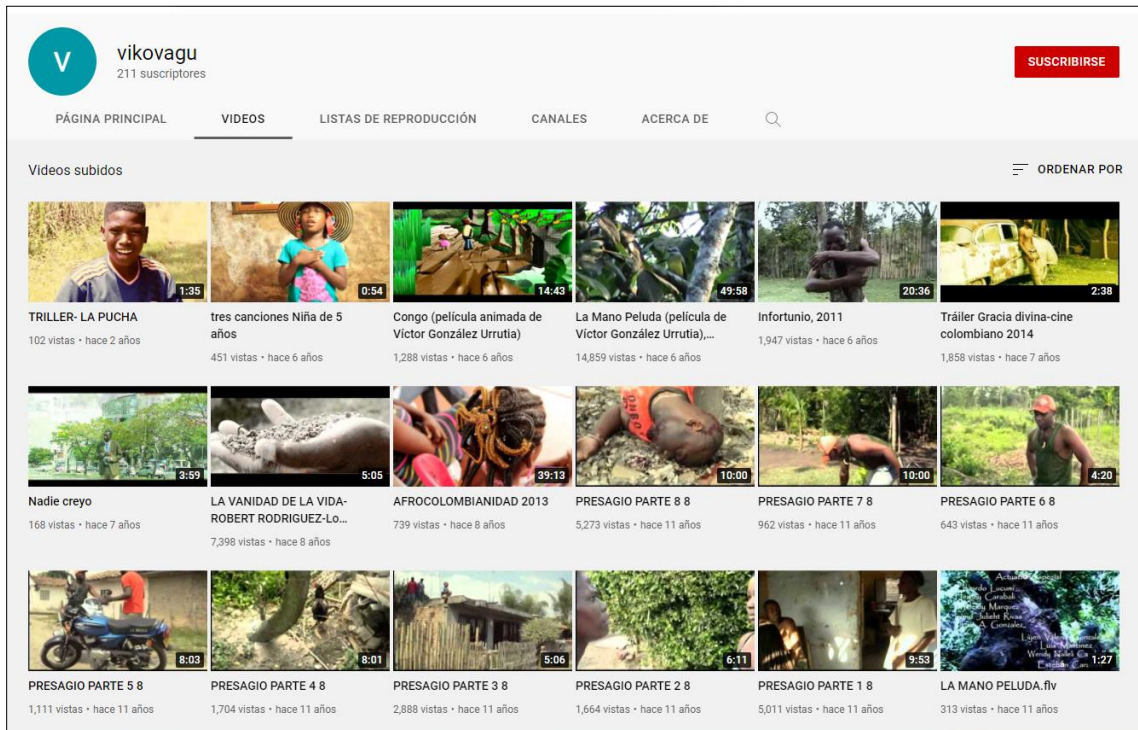 V
vikovagu
211 suscriptores
SUSCRIBIRSE
PÁGINA PRINCIPAL VIDEOS LISTAS DE REPRODUCCIÓN CANALES ACERCA DE
Videos subidos
ORDENAR POR
1:35 0:54 14:43 49:58 20:36 2:38
TRILLER- LA PUCHA
102 vistas • hace 2 años
tres canciones Niña de 5
años
451 vistas • hace 6 años
Congo (película animada de
Víctor González Urrutia)
1,288 vistas • hace 6 años
La Mano Peluda (película de
Víctor González Urrutia),...
14,859 vistas • hace 6 años
Infortunio, 2011
1,947 vistas • hace 6 años
Tráiler Gracia divina-cine
colombiano 2014
1,858 vistas • hace 7 años
3:59 5:05 39:13 10:00 10:00 4:20
Nadie creyo
168 vistas • hace 7 años
LA VANIDAD DE LA VIDA-
ROBERT RODRIGUEZ-Lo...
7,398 vistas • hace 8 años
AFROCOLOMBIANIDAD 2013
739 vistas • hace 8 años
PRESAGIO PARTE 8 8
5,273 vistas • hace 11 años
PRESAGIO PARTE 7 8
962 vistas • hace 11 años
PRESAGIO PARTE 6 8
643 vistas • hace 11 años
8:03 8:01 5:06 6:11 9:53
Actuación
Lucumi
Carabali
Marquez
Julieht Rivas
A. Gonzalez
Martinez
Wendy
1:27
PRESAGIO PARTE 5 8
1,111 vistas • hace 11 años
PRESAGIO PARTE 4 8
1,704 vistas • hace 11 años
PRESAGIO PARTE 3 8
2,888 vistas • hace 11 años
PRESAGIO PARTE 2 8
1,664 vistas • hace 11 años
PRESAGIO PARTE 1 8
5,011 vistas • hace 11 años
LA MANO PELUDA.flv
313 vistas • hace 11 años